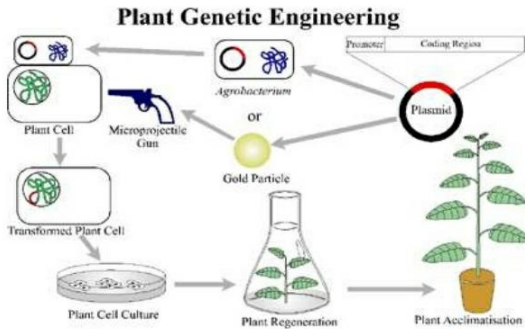 Plant Genetic Engineering
Promoter
Coding Region
Agrobacterium
Plasmid
or
Plant Cell
Microprojectile
Gun
Gold Particle
Transformed Plant Cell
Plant Cell Culture
Plant Regeneration
Plant Acclimatisation